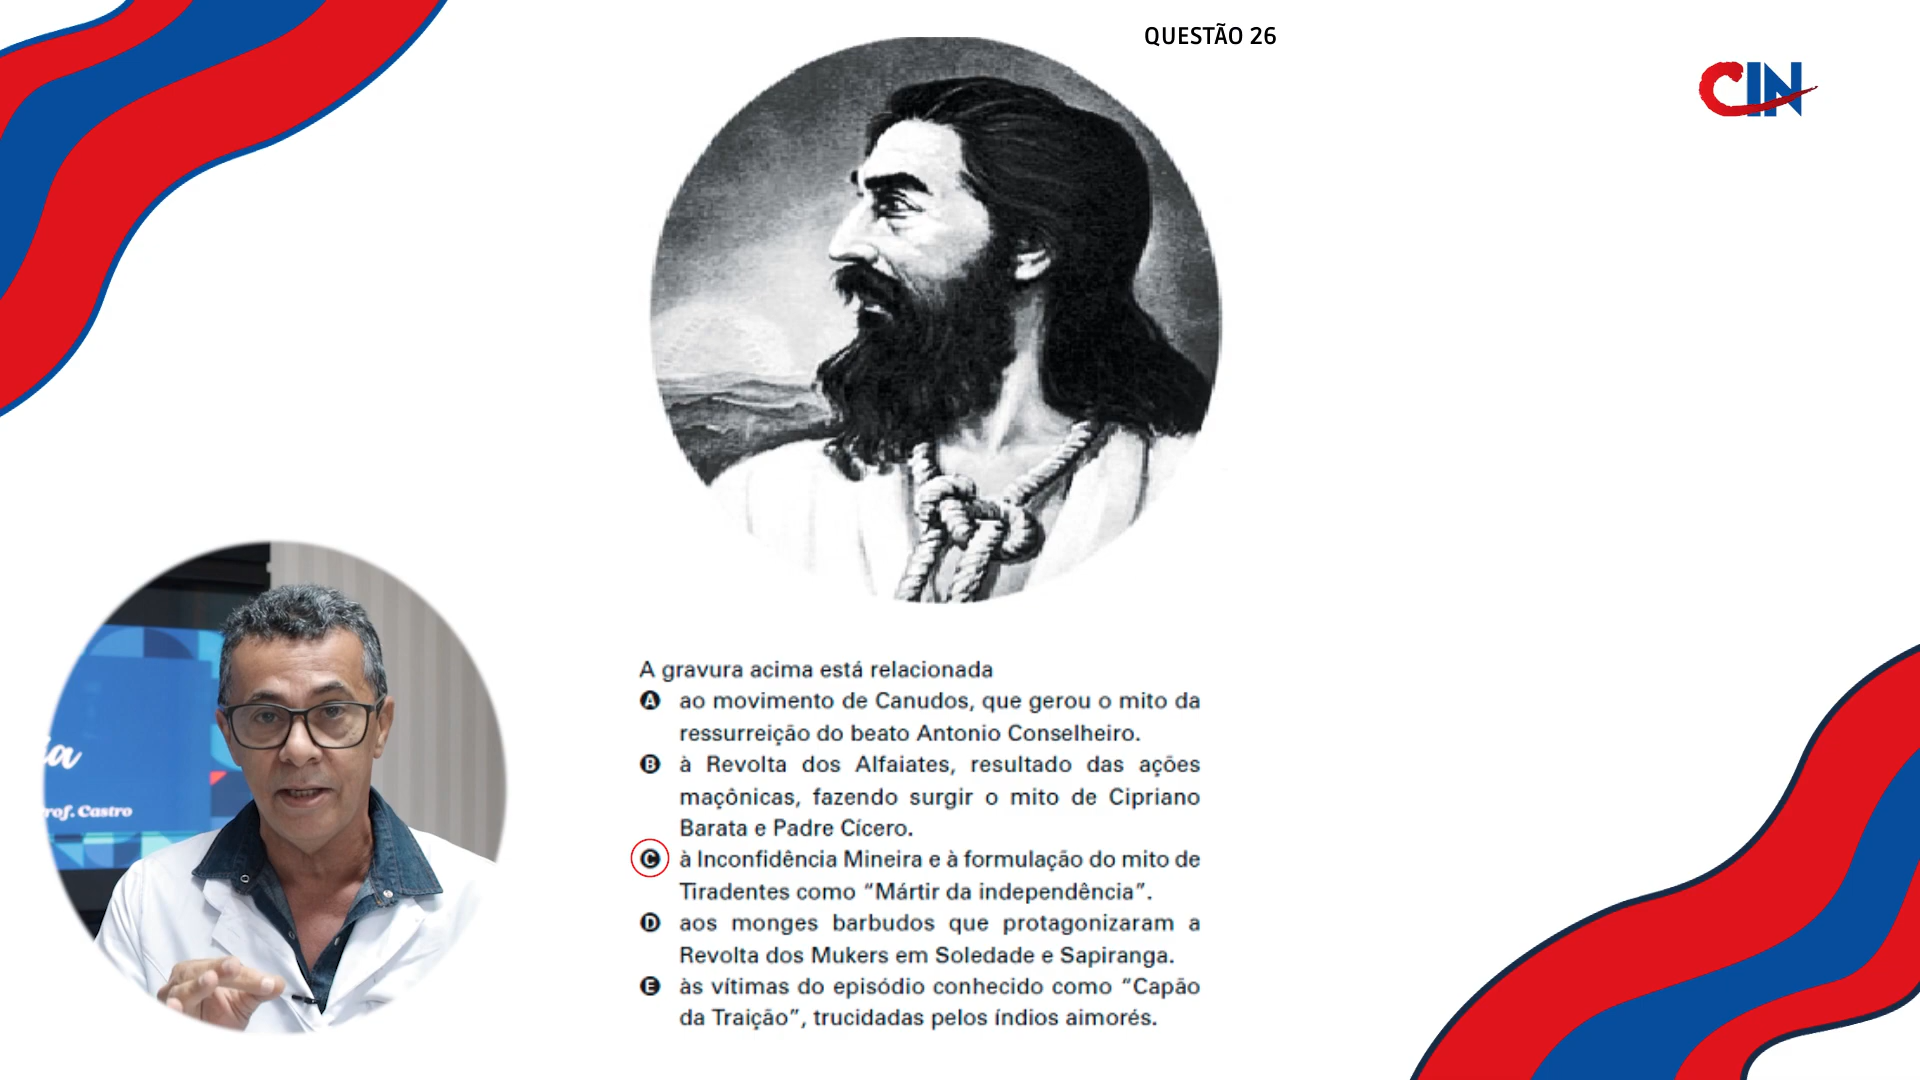 QUESTÃO 26
CIN
ia
rof. Castro
A gravura acima está relacionada
A ao movimento de Canudos, que gerou o mito da
ressurreição do beato Antonio Conselheiro.
B à Revolta dos Alfaiates, resultado das ações
maçônicas, fazendo surgir o mito de Cipriano
Barata e Padre Cícero.
C à Inconfidência Mineira e à formulação do mito de
Tiradentes como “Mártir da independência”.
D aos monges barbudos que protagonizaram a
Revolta dos Mukers em Soledade e Sapiranga.
E às vítimas do episódio conhecido como “Capão
da Traição”, trucidadas pelos índios aimorés.